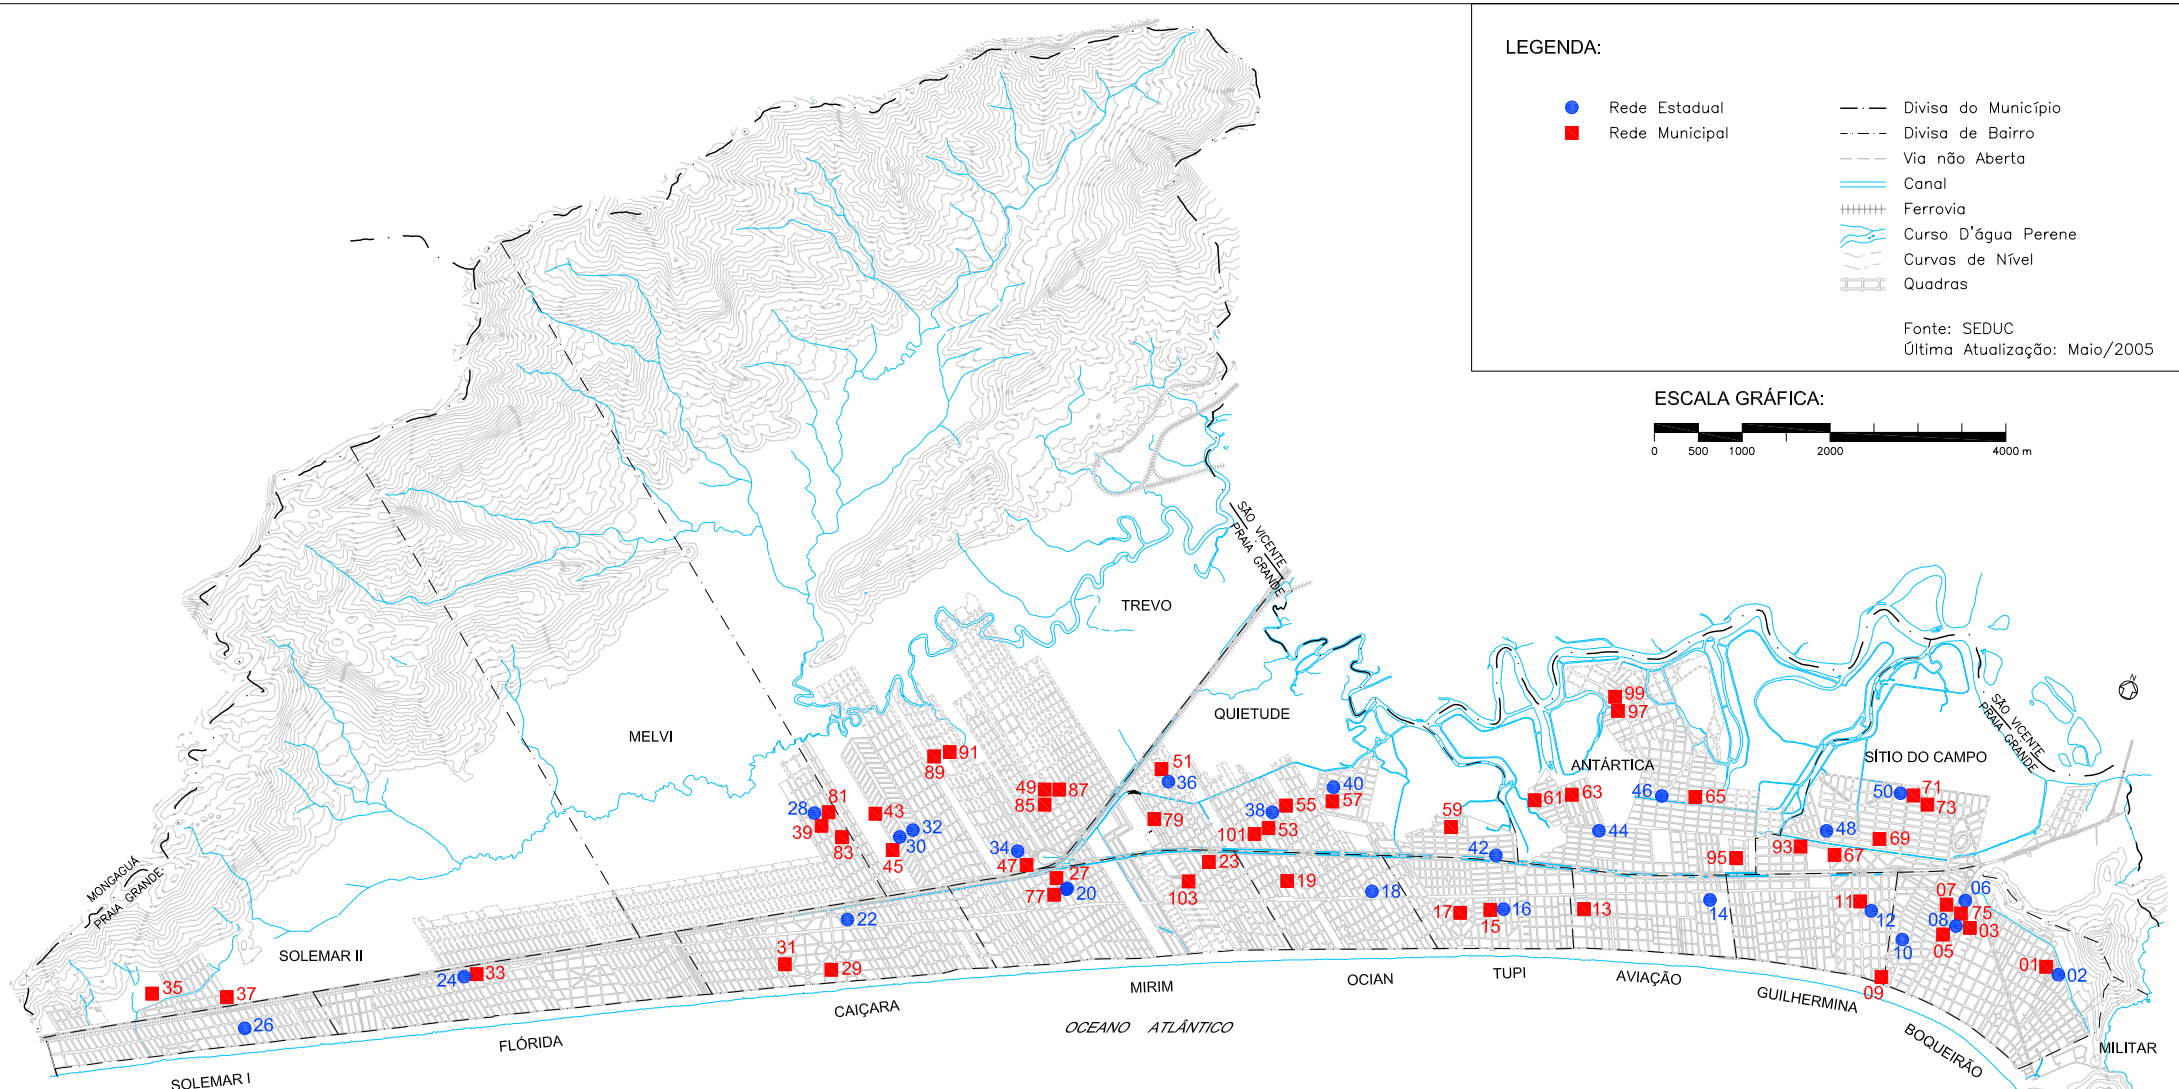 LEGENDA:
Rede Estadual
Rede Municipal
Divisa do Município
Divisa de Bairro
Via não Aberta
Canal
Ferrovia
Curso D'água Perene
Curvas de Nível
Quadras
Fonte: SEDUC
Última Atualização: Maio/2005
ESCALA GRÁFICA:
0 500 1000 2000 4000 m
SÃO VICENTE
PRAIA GRANDE
TREVO
QUIETUDE
MELVI
ANTÁRTICA
SÍTIO DO CAMPO
SÃO VICENTE
PRAIA GRANDE
N
MONGAGUÁ
PRAIA GRANDE
SOLEMAR II
SOLEMAR I
FLÓRIDA
CAIÇARA
MIRIM
OCIAN
TUPI
AVIAÇÃO
GUILHERMINA
BOQUEIRÃO
MILITAR
OCEANO ATLÂNTICO
99
97
91
89
51
36
49
87
85
40
57
38
55
53
101
79
59
61
63
46
65
44
50
71
73
48
69
93
67
95
28
81
39
83
43
32
30
45
34
47
27
20
77
23
103
19
18
42
17
15
16
13
14
11
12
10
09
07
06
75
08
03
05
01
02
22
31
29
24
33
35
37
26